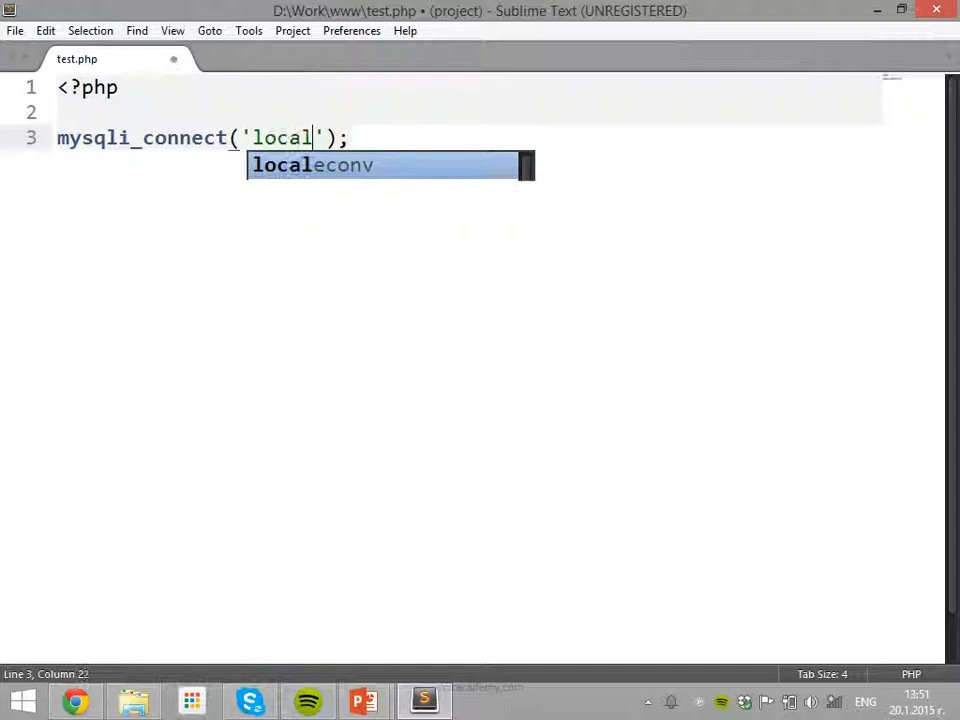 D:\Work\www\test.php • (project) - Sublime Text (UNREGISTERED)
File Edit Selection Find View Goto Tools Project Preferences Help
test.php
1 <?php
2
3 mysqli_connect('local');
localeconv
Line 3, Column 22 Tab Size: 4 PHP
academy.com
ENG 13:51
20.1.2015 г.